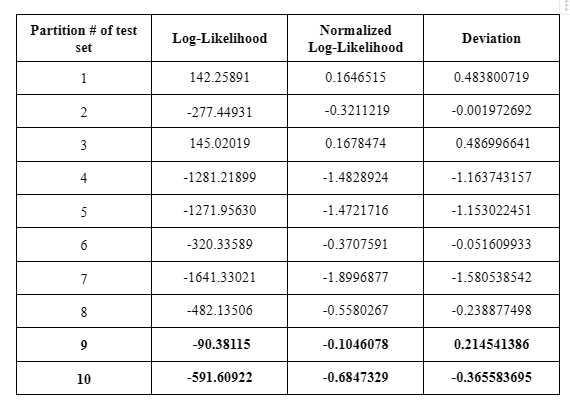 Partition # of test set Log-Likelihood Normalized Log-Likelihood Deviation
1 142.25891 0.1646515 0.483800719
2 -277.44931 -0.3211219 -0.001972692
3 145.02019 0.1678474 0.486996641
4 -1281.21899 -1.4828924 -1.163743157
5 -1271.95630 -1.4721716 -1.153022451
6 -320.33589 -0.3707591 -0.051609933
7 -1641.33021 -1.8996877 -1.580538542
8 -482.13506 -0.5580267 -0.238877498
9 -90.38115 -0.1046078 0.214541386
10 -591.60922 -0.6847329 -0.365583695